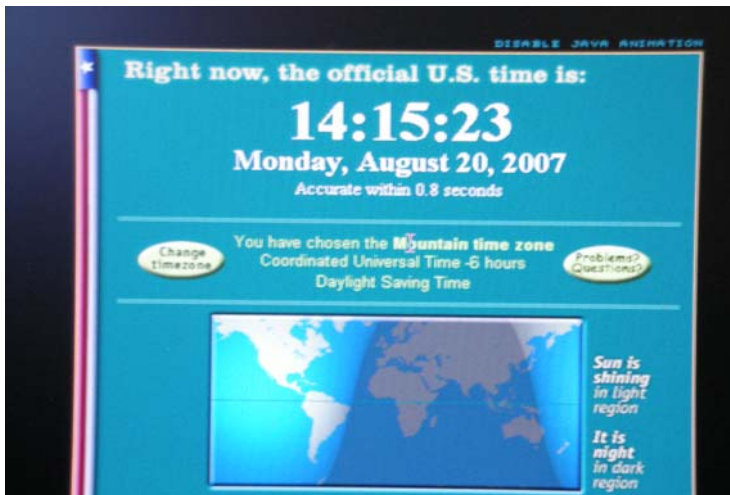 DISABLE JAVA ANIMATION
Right now, the official U.S. time is:
14:15:23
Monday, August 20, 2007
Accurate within 0.8 seconds
Change
timezone
You have chosen the Mountain time zone
Coordinated Universal Time -6 hours
Daylight Saving Time
Problems?
Questions?
Sun is
shining
in light
region
It is
night
in dark
region